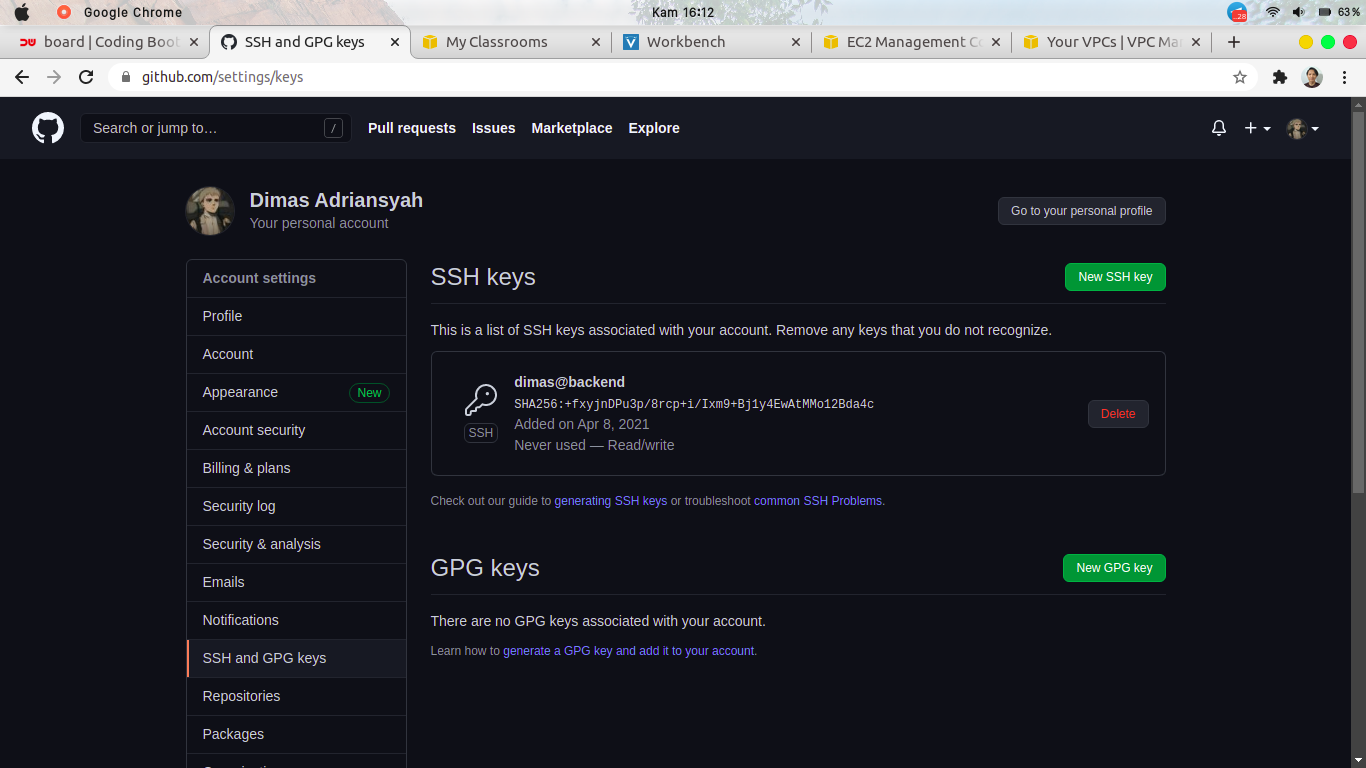 Google Chrome
Kam 16:12
28
63%
board | Coding Boot
SSH and GPG keys
My Classrooms
Workbench
EC2 Management Co
Your VPCs | VPC Man
github.com/settings/keys
Search or jump to…
/
Pull requests
Issues
Marketplace
Explore
Dimas Adriansyah
Your personal account
Go to your personal profile
Account settings
Profile
Account
Appearance
New
Account security
Billing & plans
Security log
Security & analysis
Emails
Notifications
SSH and GPG keys
Repositories
Packages
SSH keys
New SSH key
This is a list of SSH keys associated with your account. Remove any keys that you do not recognize.
SSH
dimas@backend
SHA256:+fxyjnDPu3p/8rcp+i/Ixm9+Bj1y4EwAtMMo12Bda4c
Added on Apr 8, 2021
Never used — Read/write
Delete
Check out our guide to generating SSH keys or troubleshoot common SSH Problems.
GPG keys
New GPG key
There are no GPG keys associated with your account.
Learn how to generate a GPG key and add it to your account.